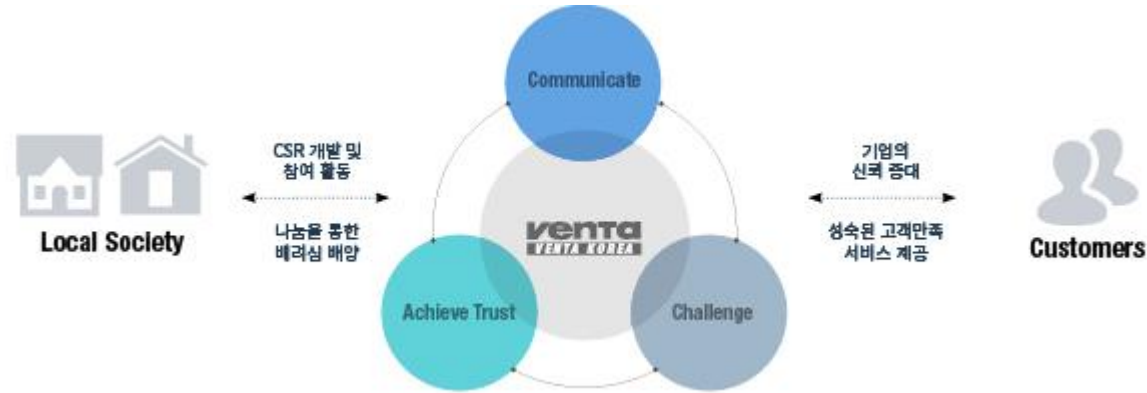 Communicate
CSR 개발 및
참여 활동
기업의
신뢰 증대
venta
VENTA KOREA
나눔을 통한
배려심 배양
성숙된 고객만족
서비스 제공
Local Society
Customers
Achieve Trust
Challenge